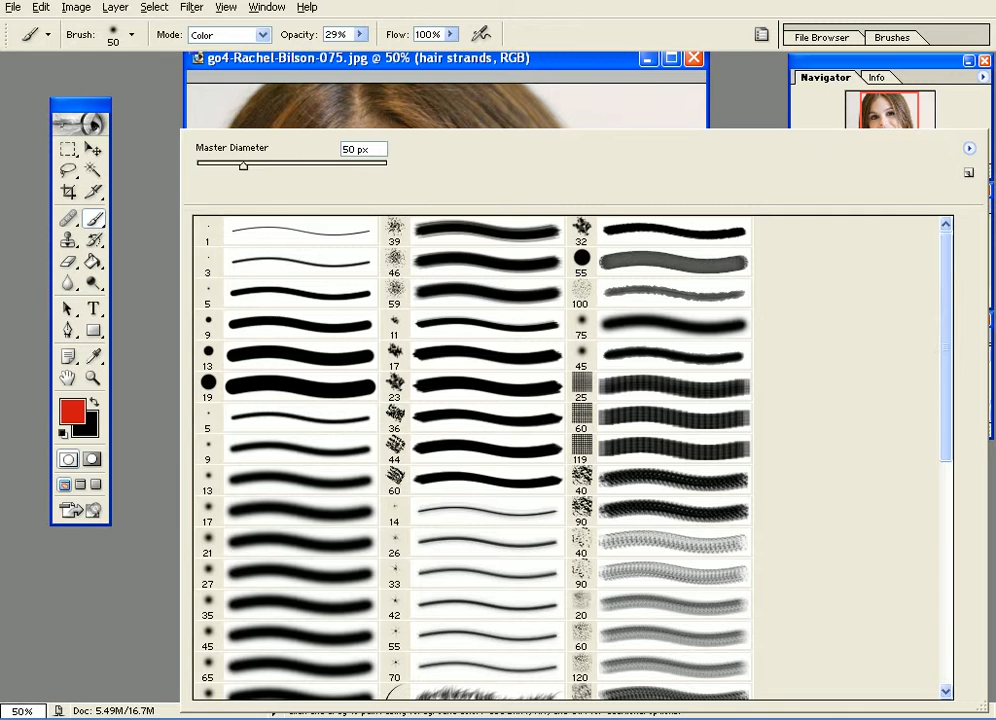 File Edit Image Layer Select Filter View Window Help
Brush: 50 Mode: Color Opacity: 29% Flow: 100% File Browser Brushes
go4-Rachel-Bilson-075.jpg @ 50% (hair strands, RGB)
Navigator Info
Master Diameter 50 px
1 39 32
3 46 55
5 59 100
9 11 75
13 17 45
19 23 25
5 36 60
9 44 119
13 60 40
17 14 90
21 26 40
27 33 90
35 42 20
45 55 60
65 70 120
50% Doc: 5.49M/16.7M